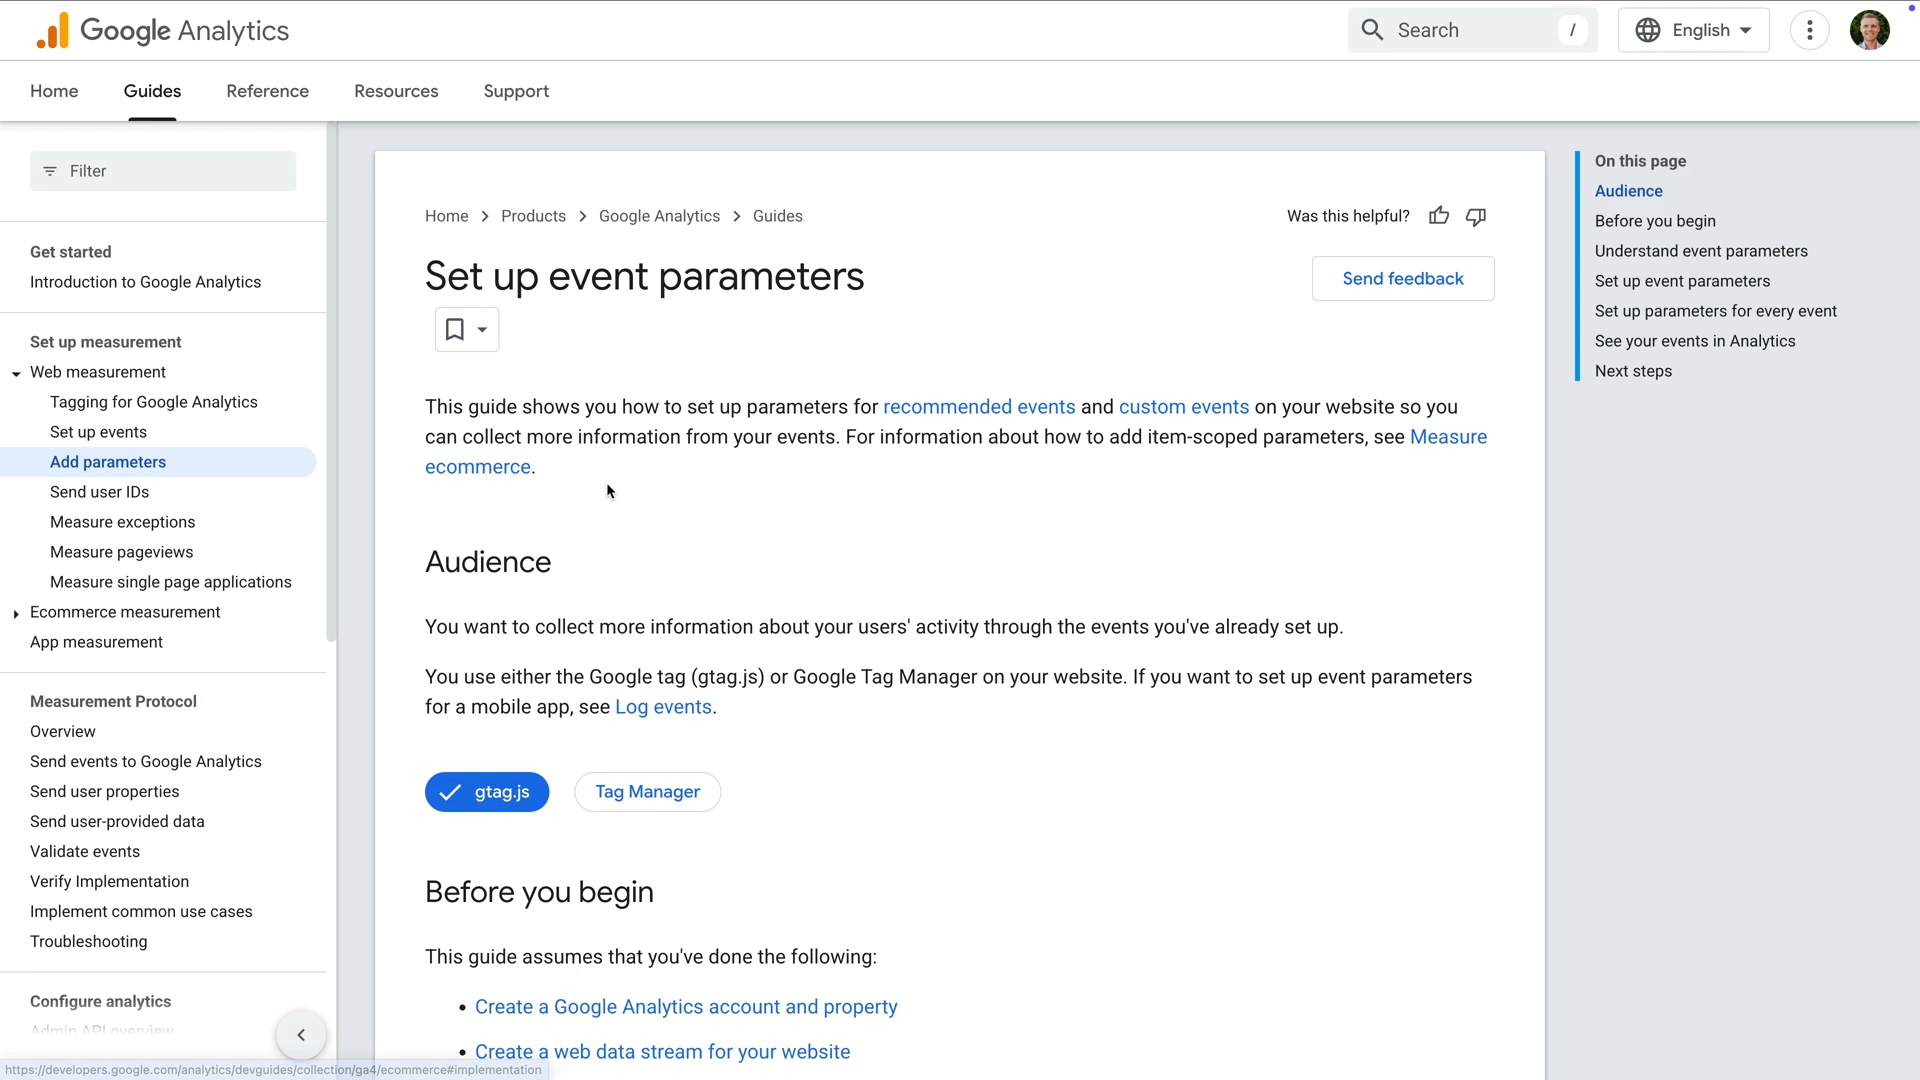 Google Analytics
Search
/
English
Home
Guides
Reference
Resources
Support
Filter
Get started
Introduction to Google Analytics
Set up measurement
Web measurement
Tagging for Google Analytics
Set up events
Add parameters
Send user IDs
Measure exceptions
Measure pageviews
Measure single page applications
Ecommerce measurement
App measurement
Measurement Protocol
Overview
Send events to Google Analytics
Send user properties
Send user-provided data
Validate events
Verify Implementation
Implement common use cases
Troubleshooting
Configure analytics
Admin API overview
https://developers.google.com/analytics/devguides/collection/ga4/ecommerce#implementation
Home > Products > Google Analytics > Guides
Was this helpful?
Set up event parameters
Send feedback
This guide shows you how to set up parameters for recommended events and custom events on your website so you
can collect more information from your events. For information about how to add item-scoped parameters, see Measure
ecommerce.
Audience
You want to collect more information about your users' activity through the events you've already set up.
You use either the Google tag (gtag.js) or Google Tag Manager on your website. If you want to set up event parameters
for a mobile app, see Log events.
gtag.js
Tag Manager
Before you begin
This guide assumes that you've done the following:
• Create a Google Analytics account and property
• Create a web data stream for your website
On this page
Audience
Before you begin
Understand event parameters
Set up event parameters
Set up parameters for every event
See your events in Analytics
Next steps